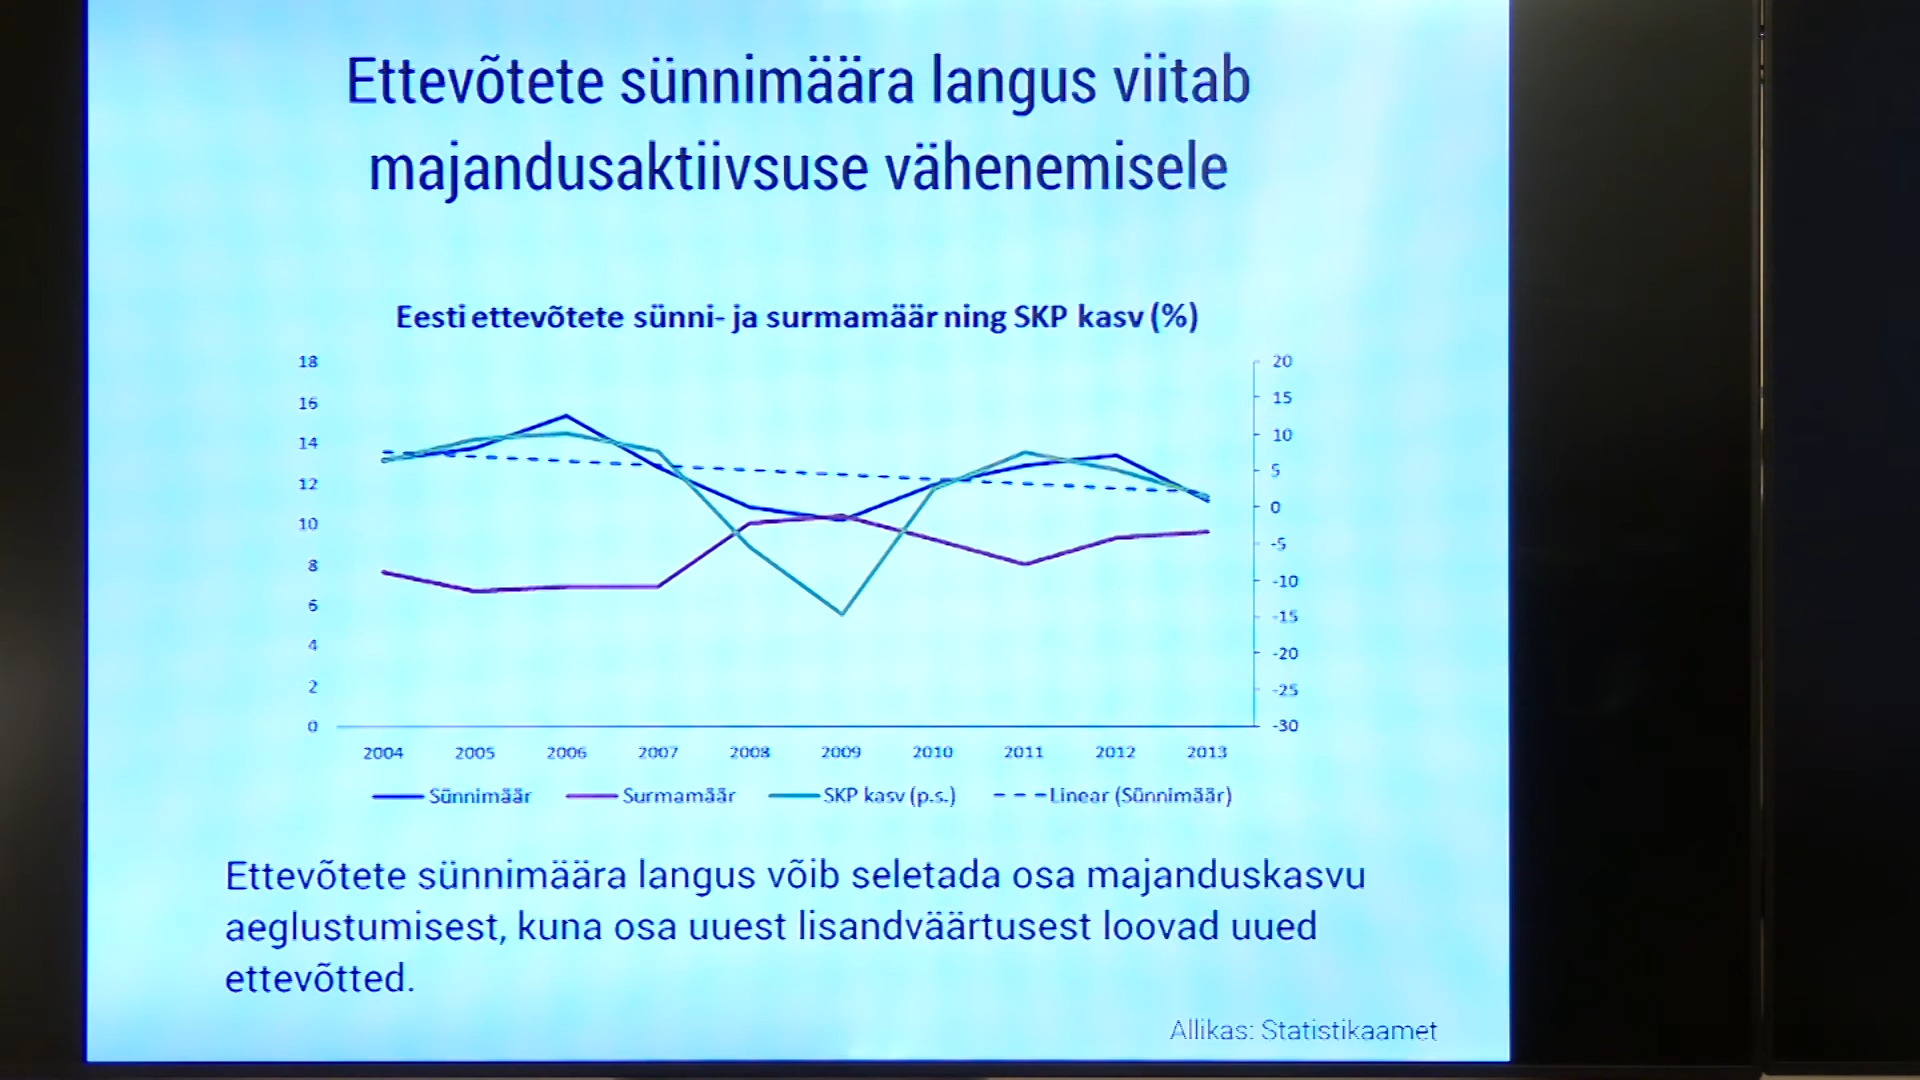 Ettevõtete sünnimäära langus viitab
majandusaktiivsuse vähenemisele
Eesti ettevõtete sünni- ja surmamäär ning SKP kasv (%)
18
16
14
12
10
8
6
4
2
0
20
15
10
5
0
-5
-10
-15
-20
-25
-30
2004 2005 2006 2007 2008 2009 2010 2011 2012 2013
Sünnimäär Surmamäär SKP kasv (p.s.) Linear (Sünnimäär)
Ettevõtete sünnimäära langus võib seletada osa majanduskasvu
aeglustumisest, kuna osa uuest lisandväärtusest loovad uued
ettevõtted.
Allikas: Statistikaamet